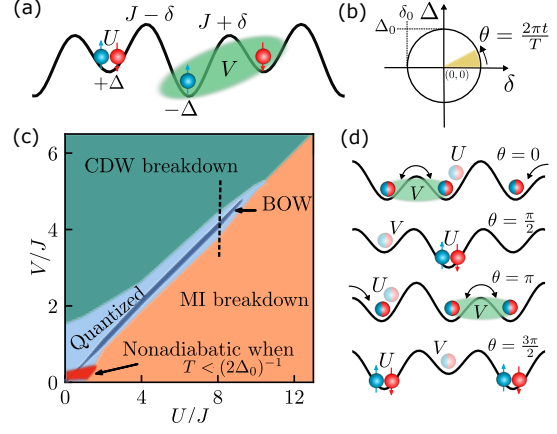 (a)
J − δ
J + δ
U
V
+Δ
−Δ
(b)
δ₀
Δ
Δ₀
θ = 2πt/T
(0,0)
δ
(c)
V/J
6
4
2
0
CDW breakdown
BOW
Quantized
MI breakdown
Nonadiabatic when
T < (2Δ₀)⁻¹
0
4
8
12
U/J
(d)
U
θ = 0
V
V
U
θ = π/2
U
θ = π
V
U
V
θ = 3π/2